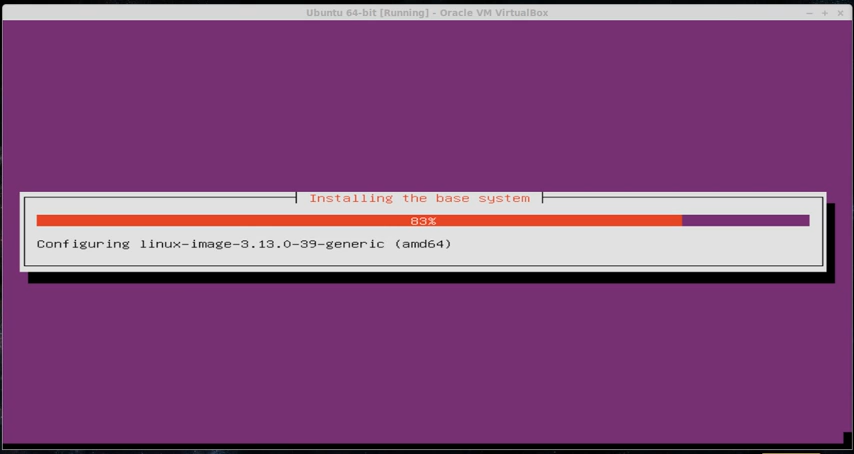 Ubuntu 64-bit [Running] - Oracle VM VirtualBox
Installing the base system
83%
Configuring linux-image-3.13.0-39-generic (amd64)